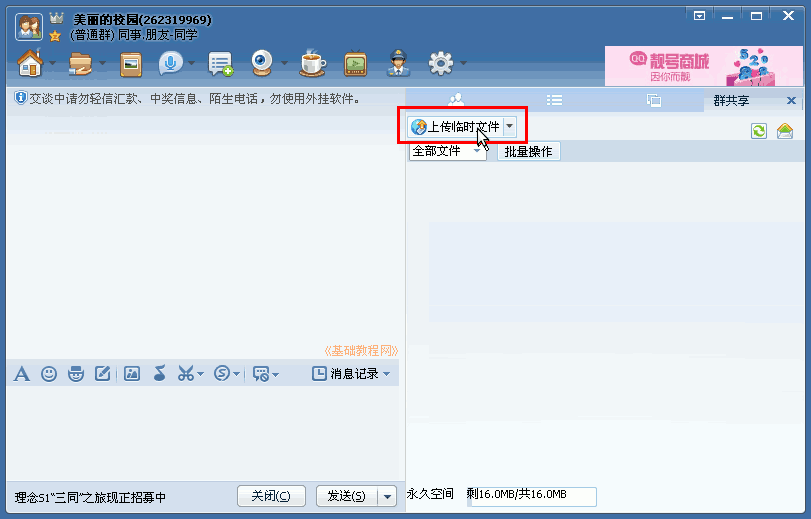 美丽的校园(262319969)
(普通群) 同事.朋友-同学
QQ 靓号商城
因你而靓
520
交谈中请勿轻信汇款、中奖信息、陌生电话，勿使用外挂软件。
群共享
上传临时文件
全部文件
批量操作
《基础教程网》
消息记录
理念51“三同”之旅现正招募中
关闭(C)
发送(S)
永久空间
剩16.0MB/共16.0MB